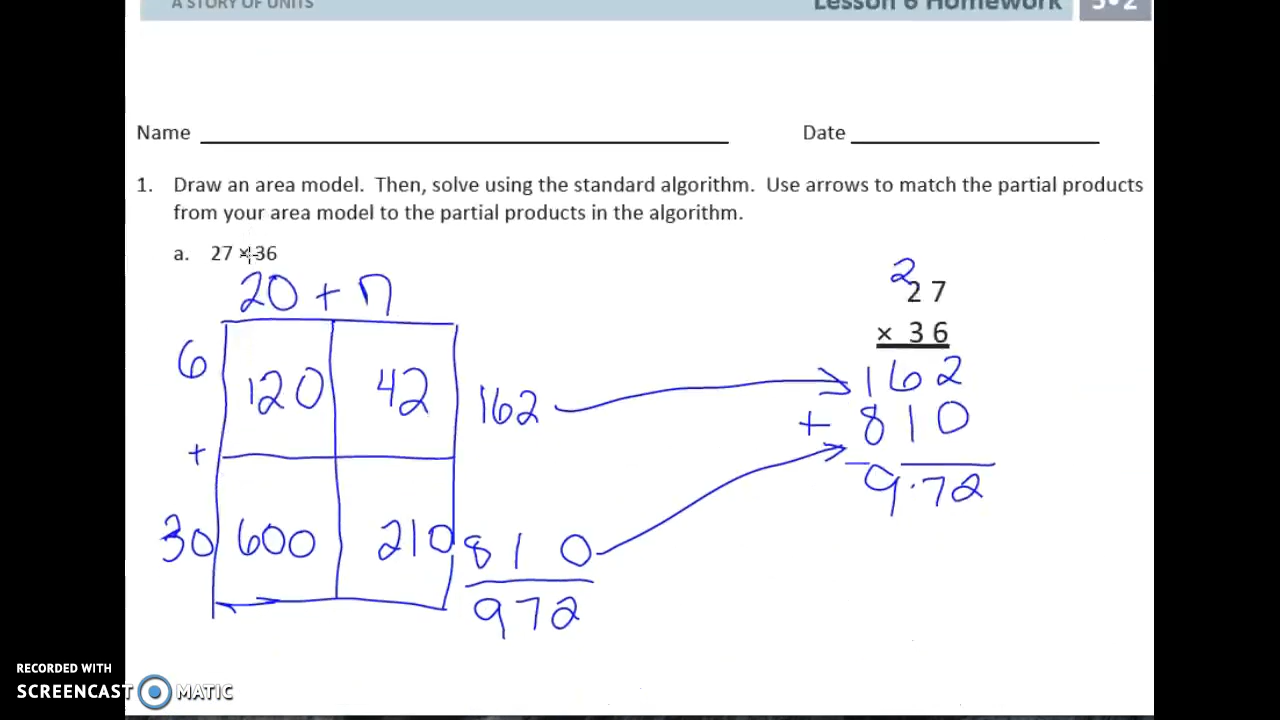 A STORY OF UNITS Lesson 6 Homework 5•2
Name Date
1. Draw an area model. Then, solve using the standard algorithm. Use arrows to match the partial products
from your area model to the partial products in the algorithm.
a. 27 × 36
20 + 7
6 120 42 162
+
30 600 210 810
972
2
27
× 36
162
+ 810
972
RECORDED WITH
SCREENCAST MATIC